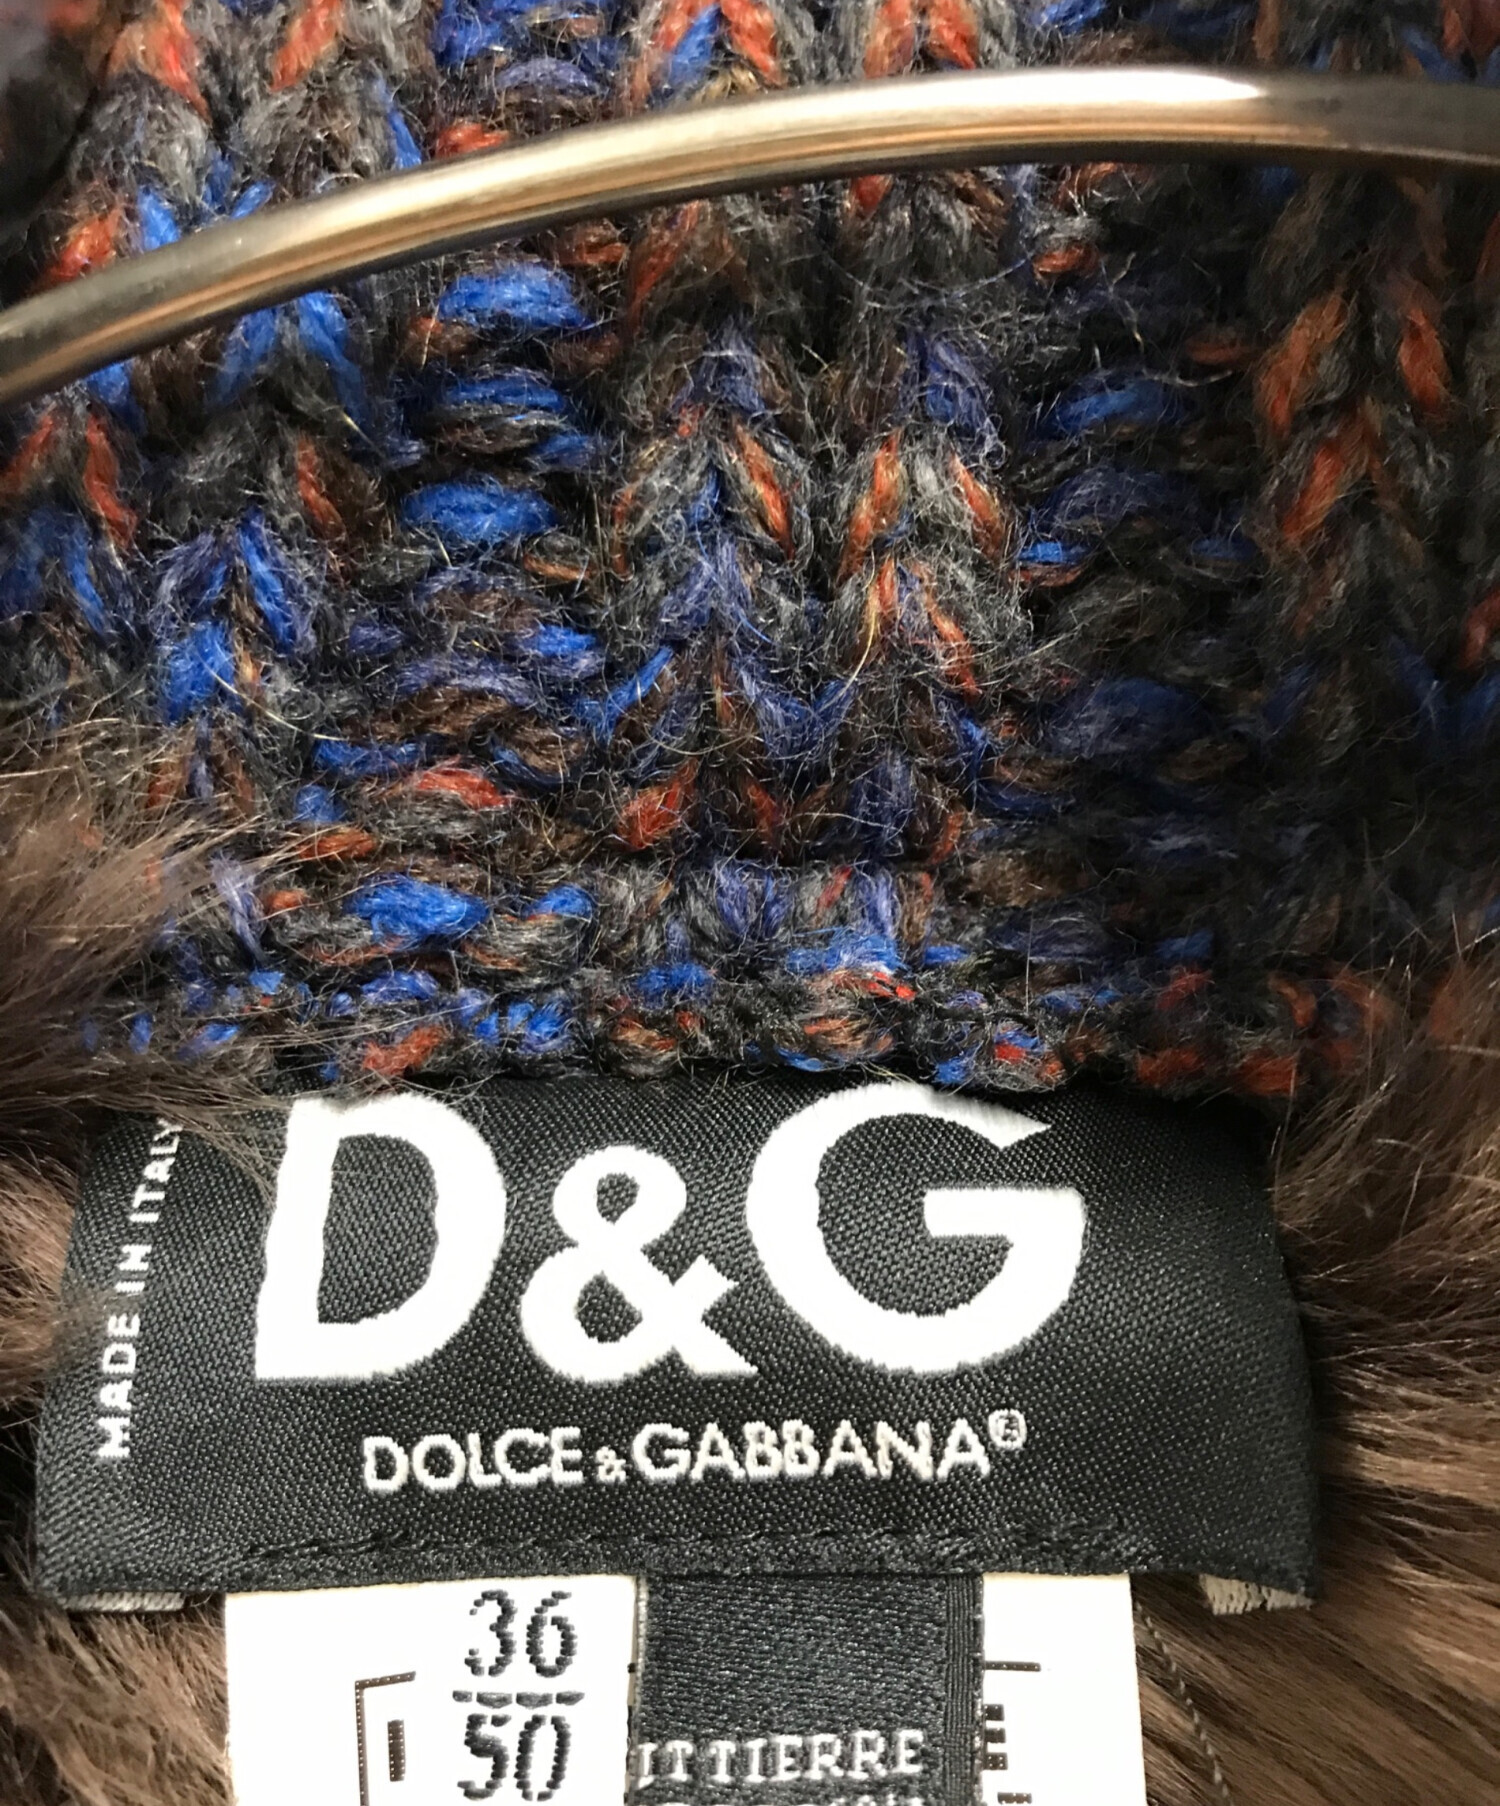 MADE IN ITALY
D&G
DOLCE & GABBANA®
36
50
IT TIERRE